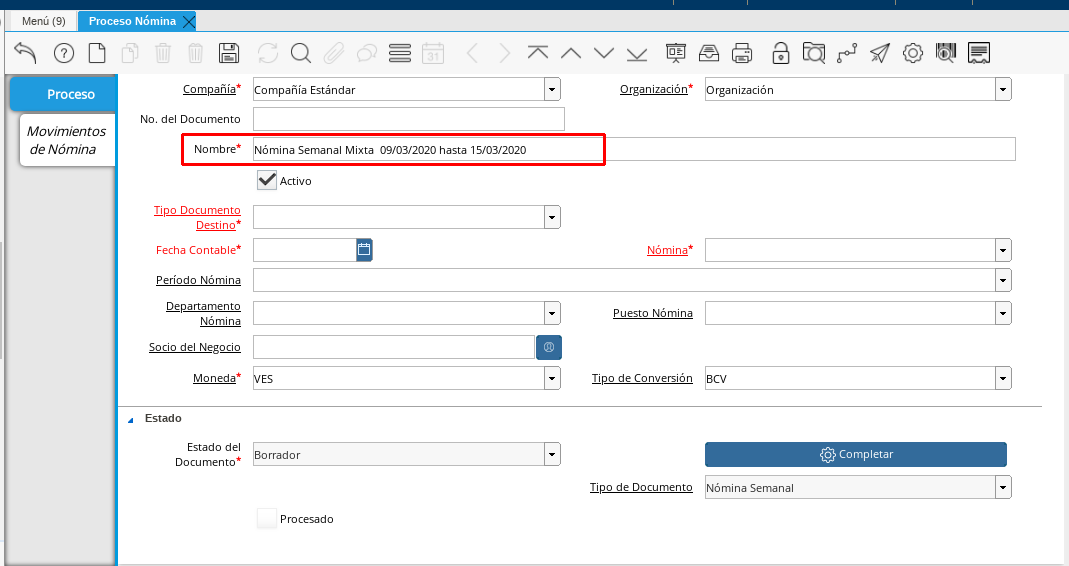 Menú (9) Proceso Nómina
31
Proceso
Movimientos
de Nómina
Compañía* Compañía Estándar Organización* Organización
No. del Documento
Nombre* Nómina Semanal Mixta  09/03/2020 hasta 15/03/2020
Activo
Tipo Documento
Destino*
Fecha Contable* Nómina*
Período Nómina
Departamento
Nómina
Puesto Nómina
Socio del Negocio
Moneda* VES Tipo de Conversión BCV
Estado
Estado del
Documento* Borrador Completar
Tipo de Documento Nómina Semanal
Procesado